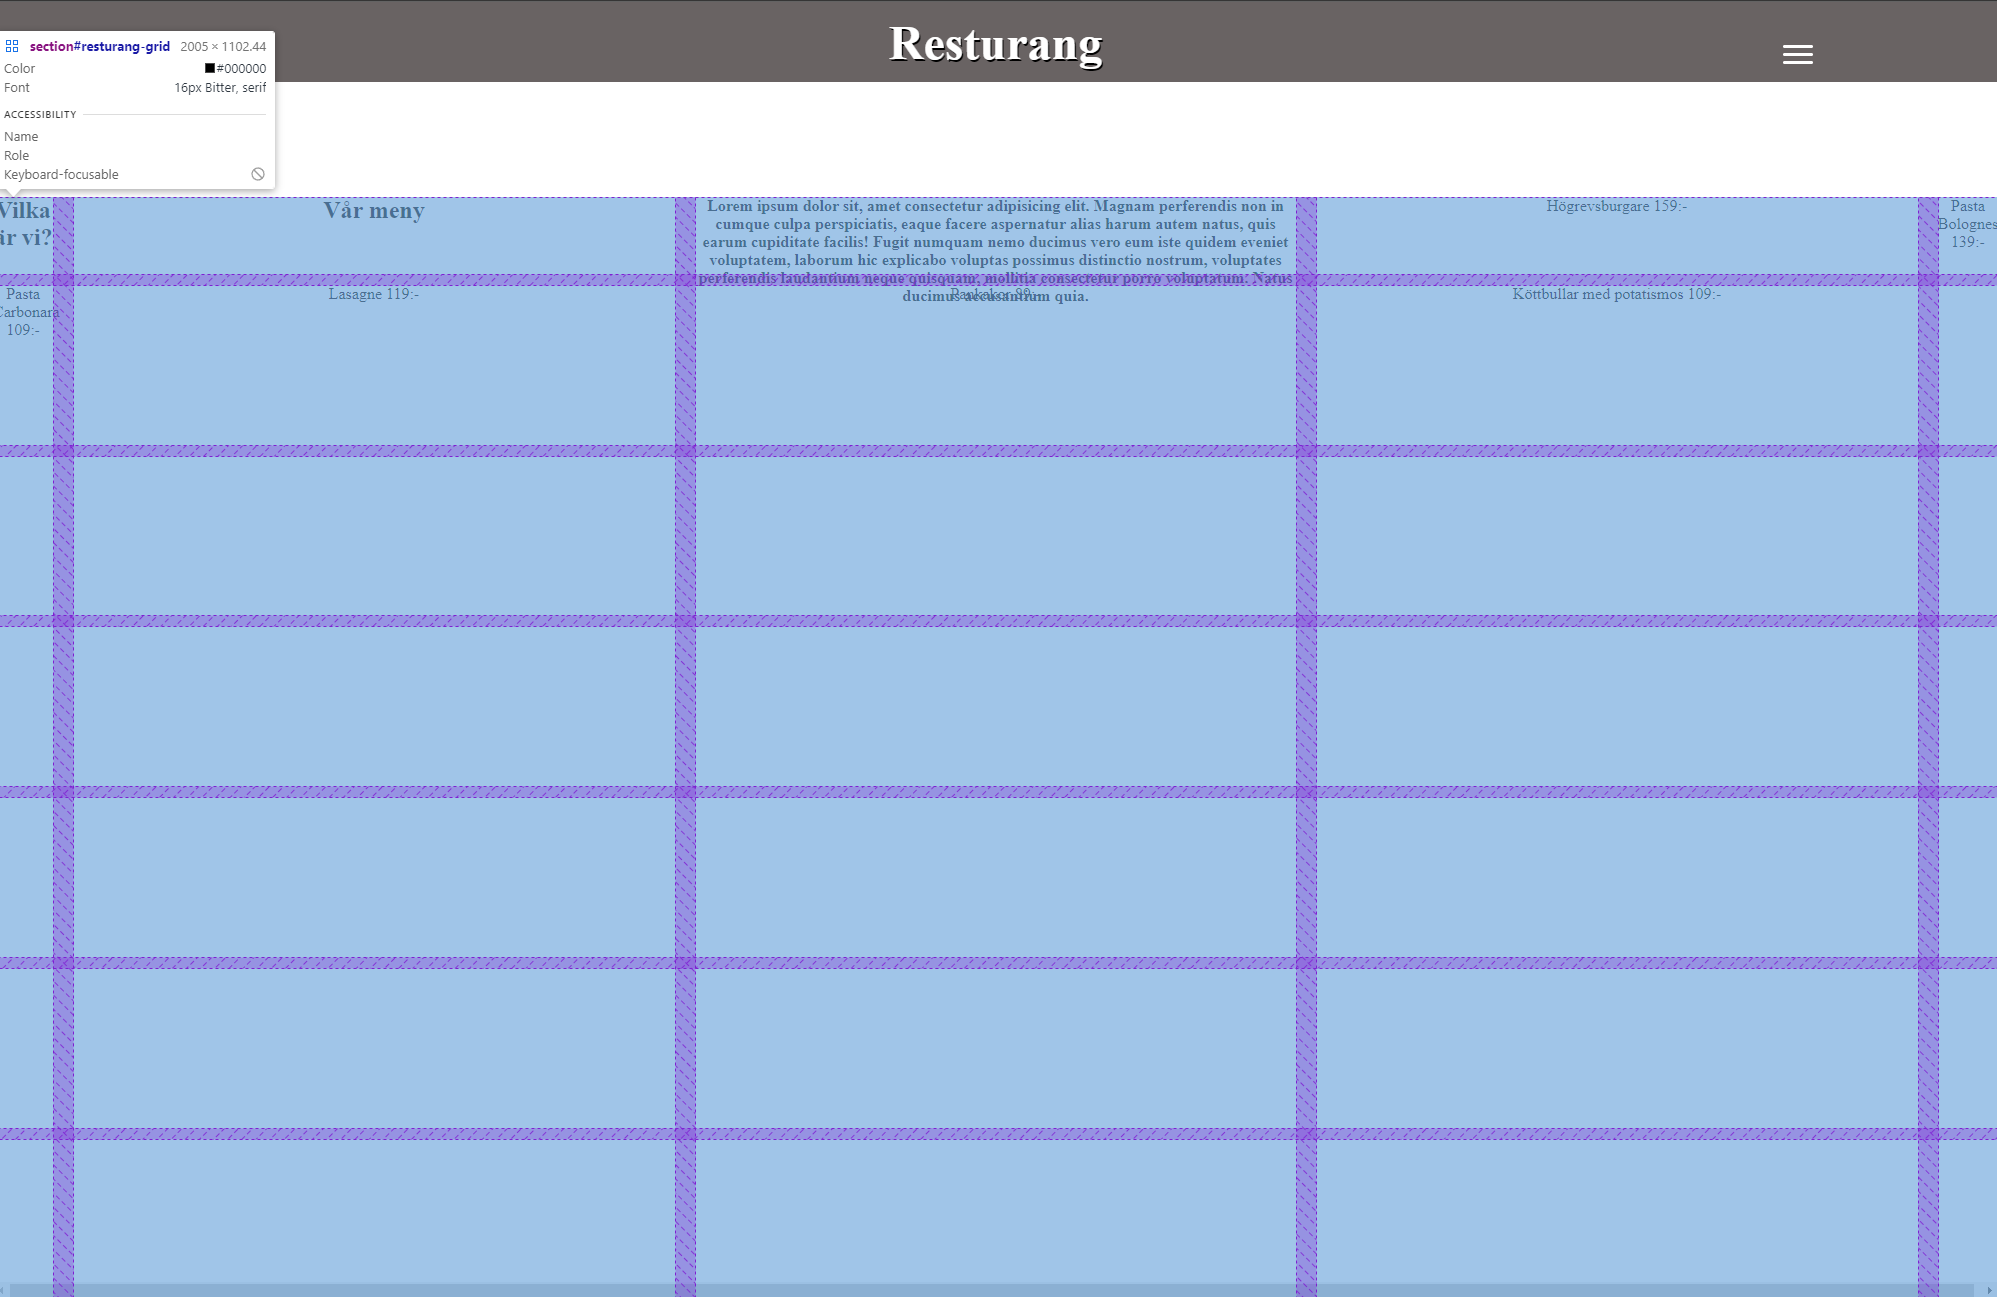 Resturang
section#resturang-grid 2005 × 1102.44
Color #000000
Font 16px Bitter, serif
ACCESSIBILITY
Name
Role
Keyboard-focusable
Vilka
är vi?
Vår meny
Lorem ipsum dolor sit, amet consectetur adipisicing elit. Magnam perferendis non in
cumque culpa perspiciatis, eaque facere aspernatur alias harum autem natus, quis
earum cupiditate facilis! Fugit numquam nemo ducimus vero eum iste quidem eveniet
voluptatem, laborum hic explicabo voluptas possimus distinctio nostrum, voluptates
perferendis laudantium neque quisquam, mollitia consectetur porro voluptatum. Natus
ducimus accusantium quia.
Högrevsburgare 159:-
Pasta
Bolognes
139:-
Pasta
Carbonara
109:-
Lasagne 119:-
Köttbullar med potatismos 109:-